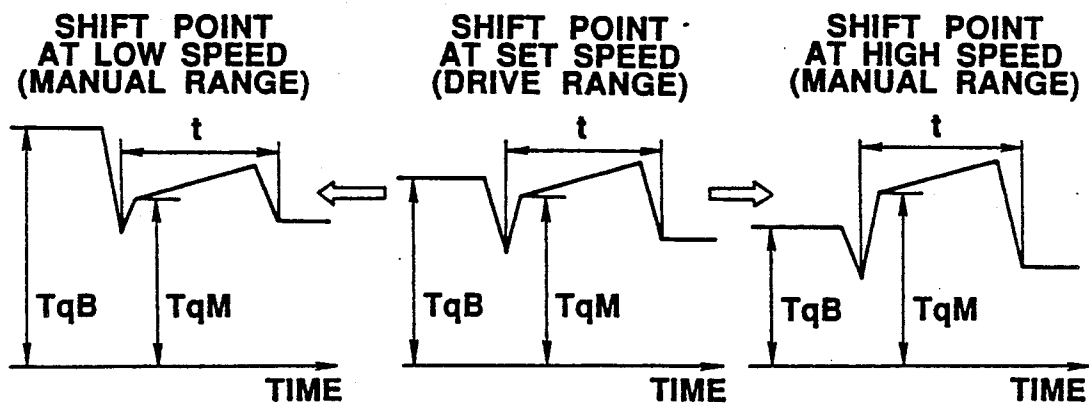 SHIFT POINT
AT LOW SPEED
(MANUAL RANGE)
t
TqB
TqM
TIME
SHIFT POINT
AT SET SPEED
(DRIVE RANGE)
t
TqB
TqM
TIME
SHIFT POINT
AT HIGH SPEED
(MANUAL RANGE)
t
TqB
TqM
TIME